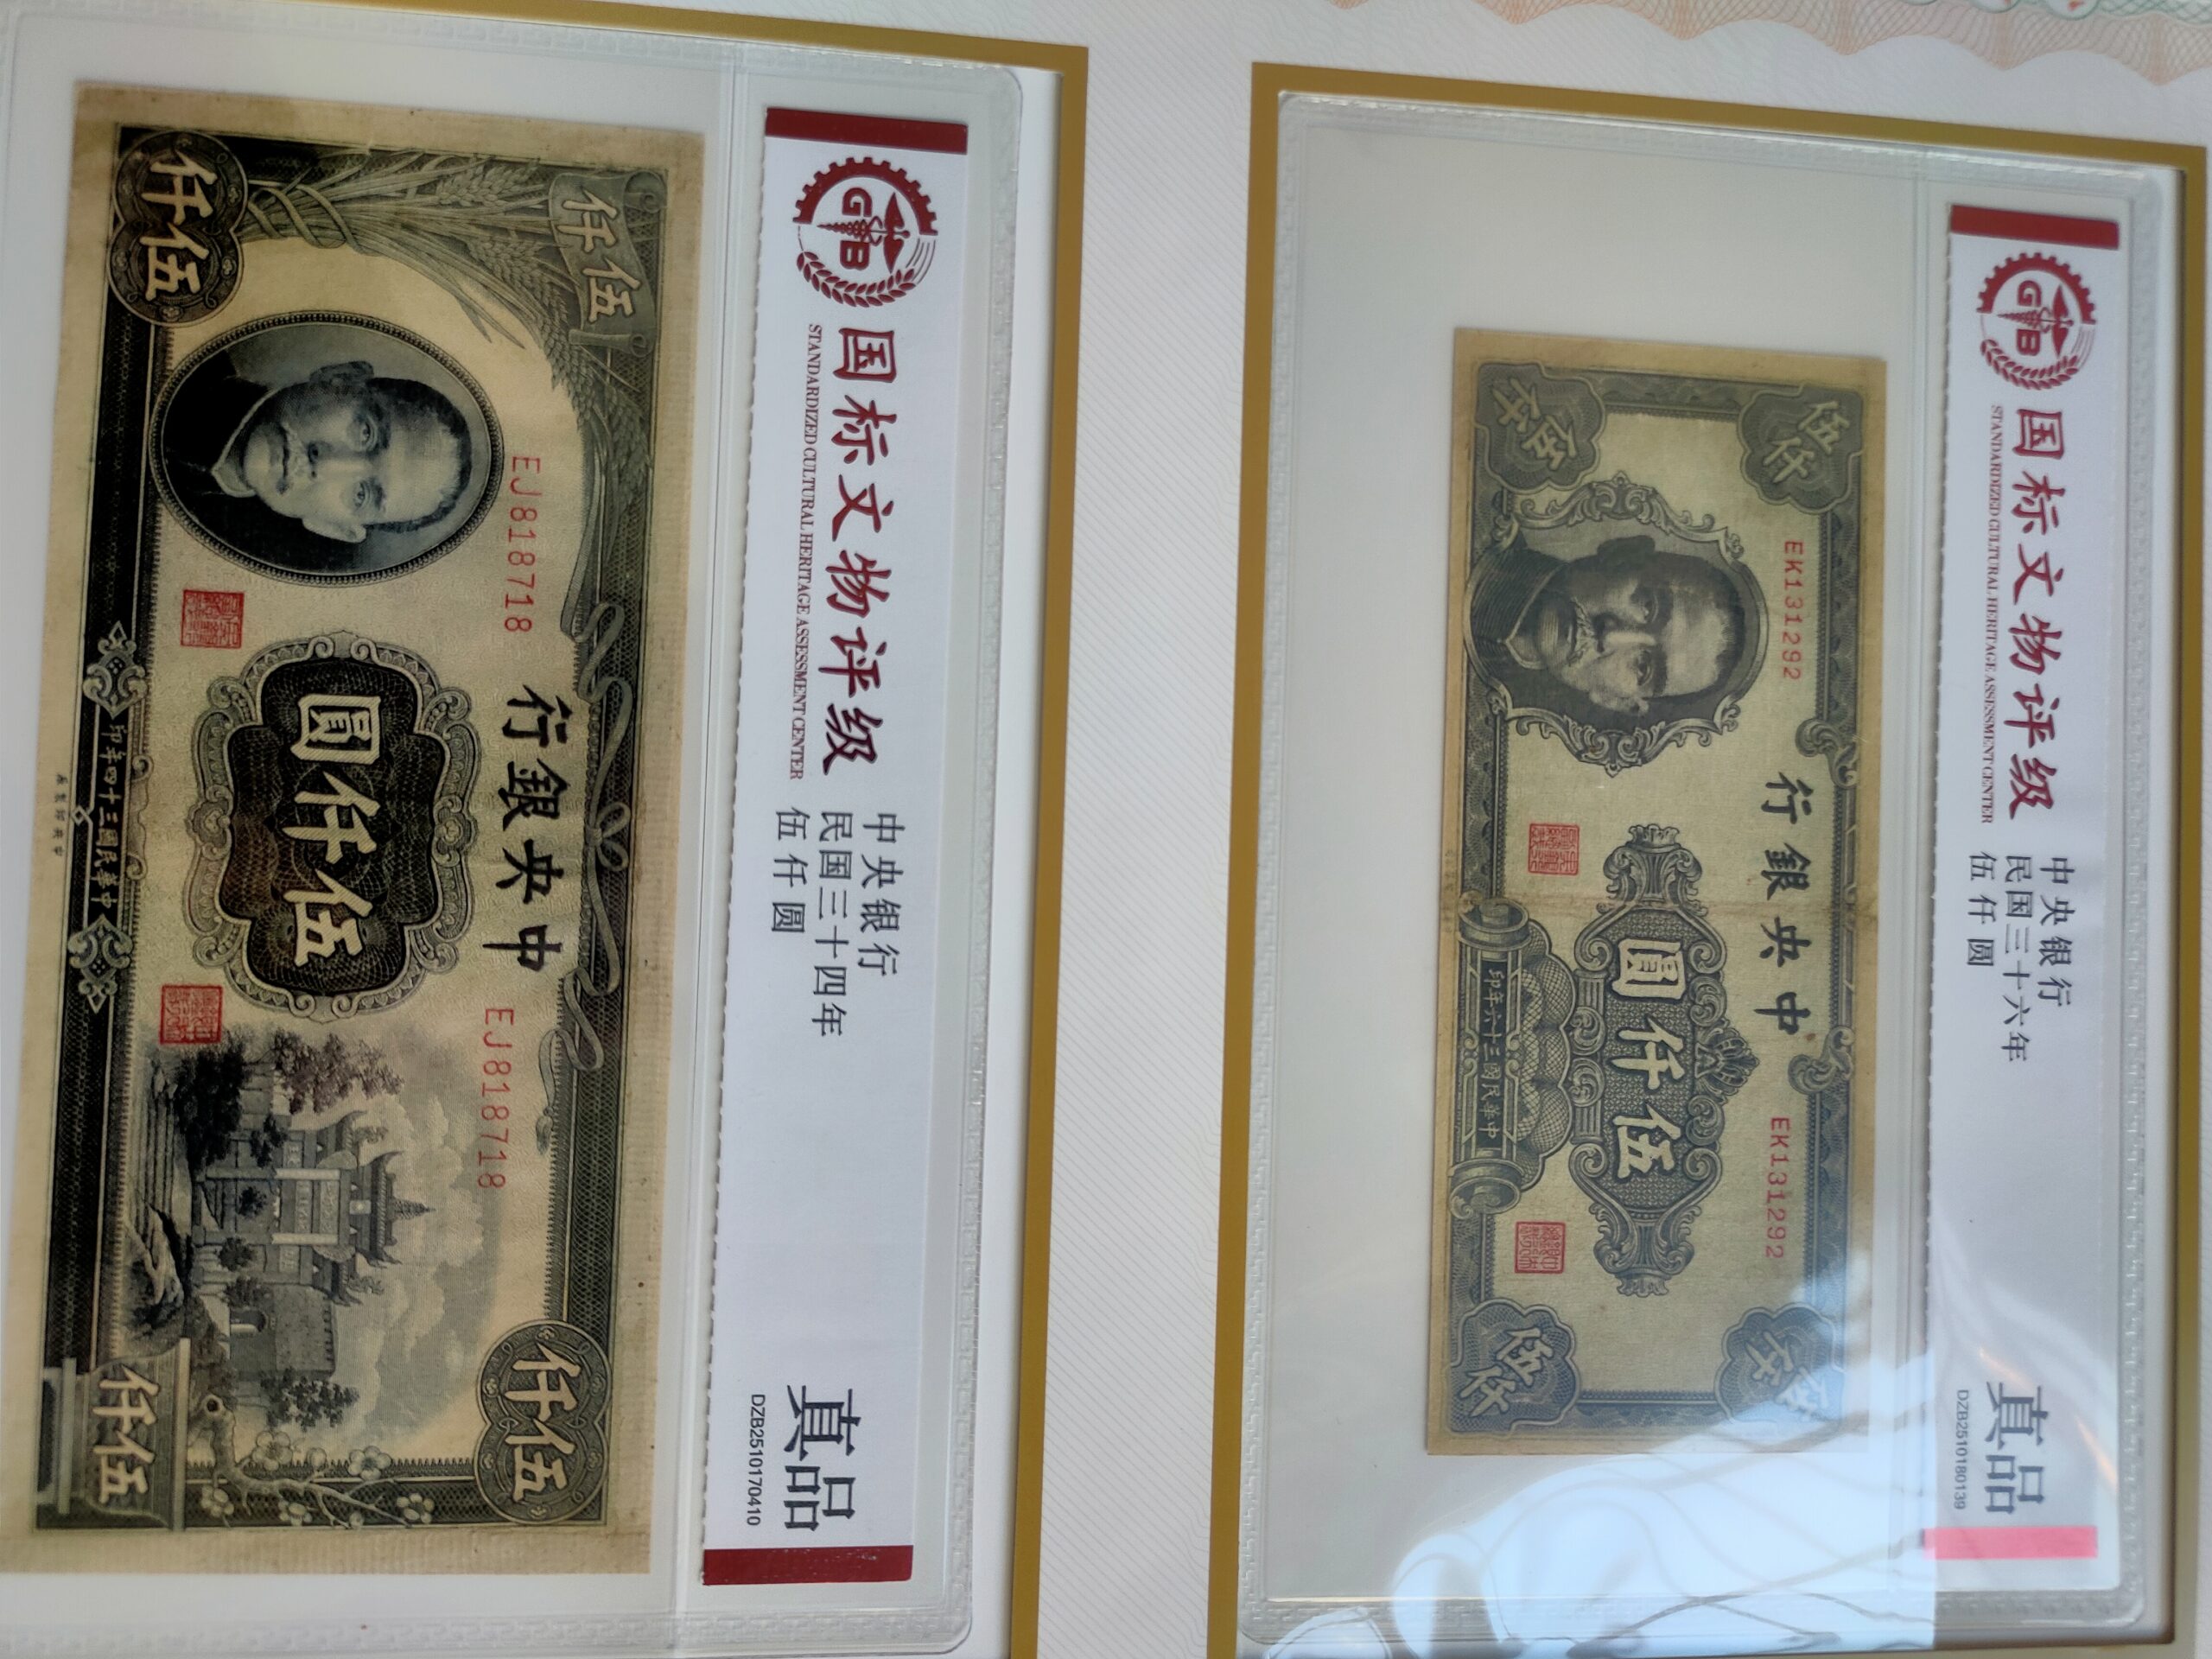 国标文物评级
STANDARDIZED CULTURAL HERITAGE ASSESSMENT CENTER
中央银行
民国三十六年
伍仟圆
真品
DZB2510180139
伍仟
伍仟
EK131292
EK131292
行銀央中
圓仟伍
印年六十三國民華中
伍仟
伍仟
G B
国标文物评级
STANDARDIZED CULTURAL HERITAGE ASSESSMENT CENTER
中央银行
民国三十四年
伍仟圆
真品
DZB2510170410
G B
仟伍
仟伍
EJ818718
EJ818718
行銀央中
圓仟伍
仟伍
仟伍
印年四十三國民華中